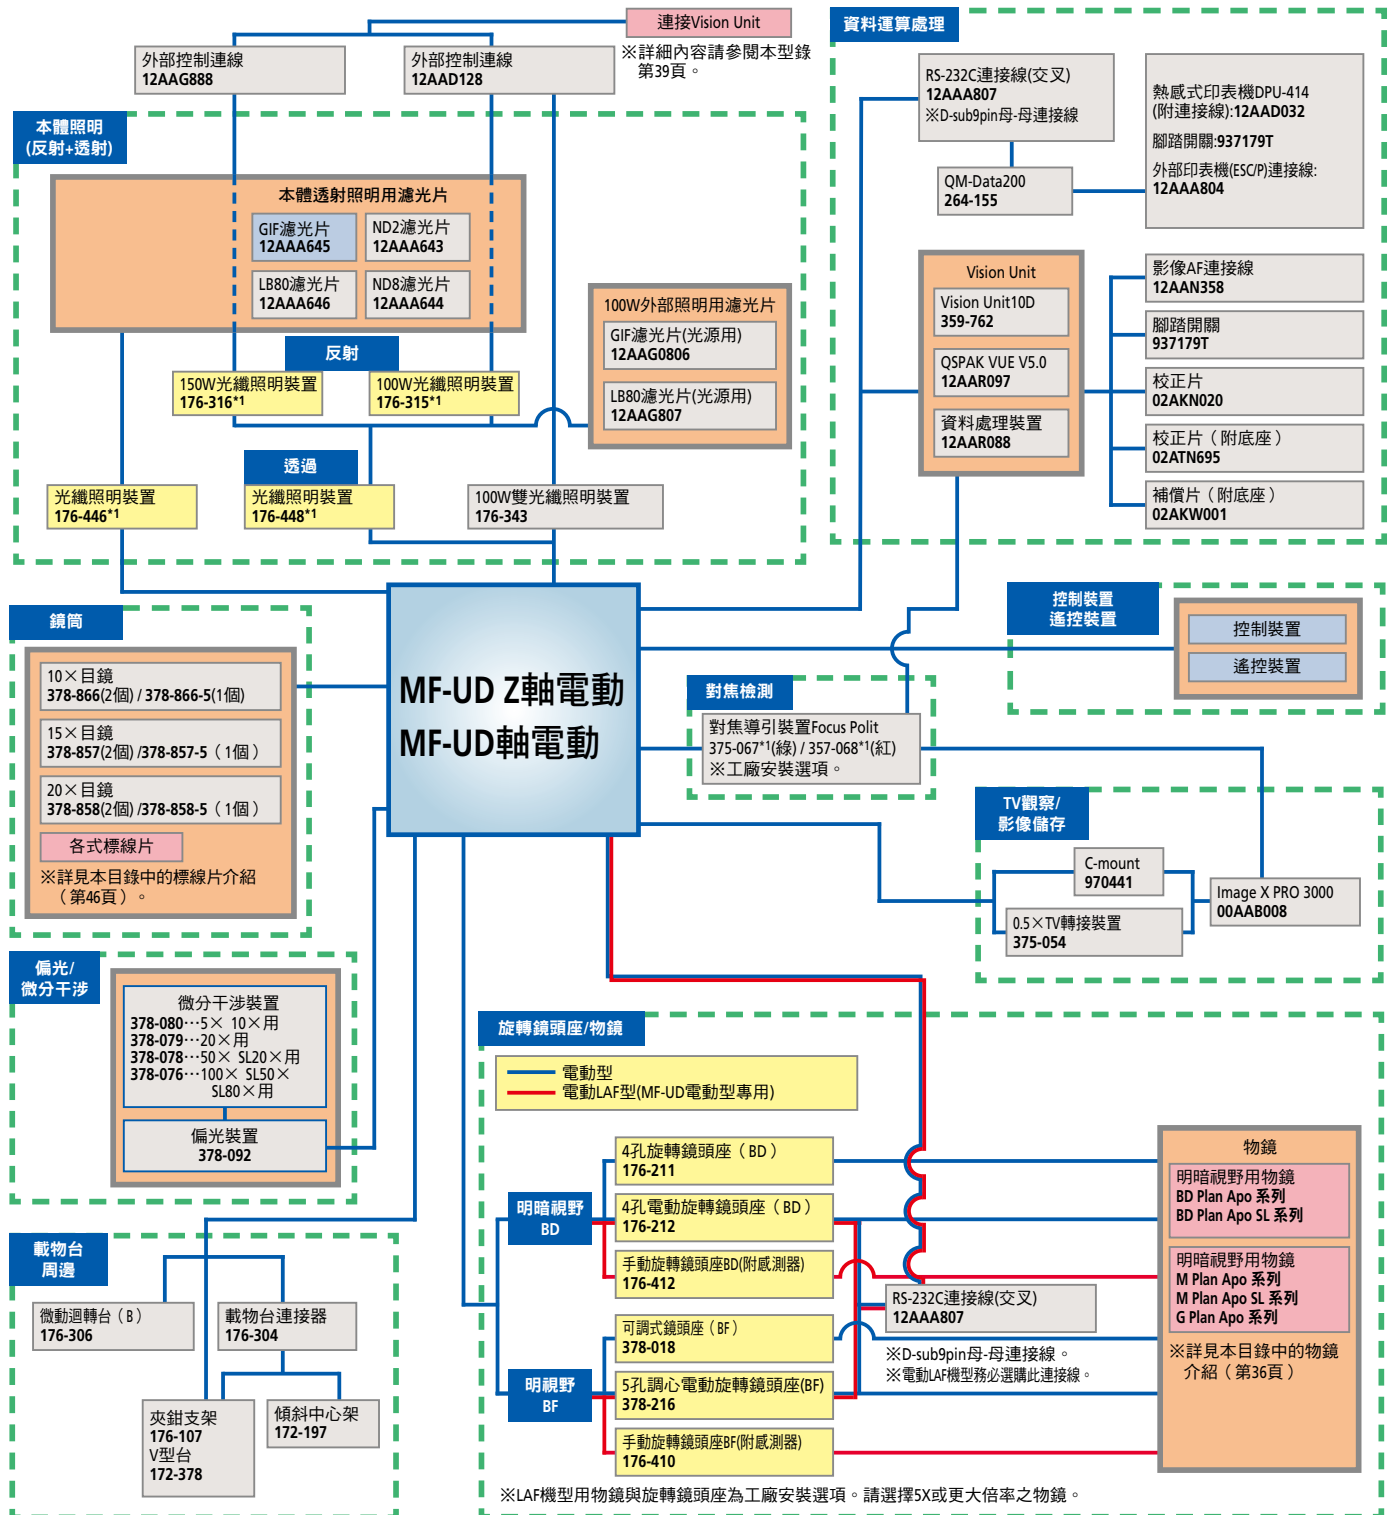 連接Vision Unit
※詳細內容請參閱本型錄
第39頁。
外部控制連線
12AAG888
外部控制連線
12AAD128
本體照明
(反射+透射)
本體透射照明用濾光片
GIF濾光片
12AAA645
ND2濾光片
12AAA643
LB80濾光片
12AAA646
ND8濾光片
12AAA644
100W外部照明用濾光片
GIF濾光片(光源用)
12AAG0806
LB80濾光片(光源用)
12AAG807
反射
150W光纖照明裝置
176-316*1
100W光纖照明裝置
176-315*1
透過
光纖照明裝置
176-446*1
光纖照明裝置
176-448*1
100W雙光纖照明裝置
176-343
資料運算處理
RS-232C連接線(交叉)
12AAA807
※D-sub9pin母-母連接線
QM-Data200
264-155
熱感式印表機DPU-414
(附連接線):12AAD032
腳踏開關:937179T
外部印表機(ESC/P)連接線:
12AAA804
Vision Unit
Vision Unit10D
359-762
QSPAK VUE V5.0
12AAR097
資料處理裝置
12AAR088
影像AF連接線
12AAN358
腳踏開關
937179T
校正片
02AKN020
校正片（附底座）
02ATN695
補償片（附底座）
02AKW001
鏡筒
10×目鏡
378-866(2個) / 378-866-5(1個)
15×目鏡
378-857(2個) /378-857-5（1個）
20×目鏡
378-858(2個) /378-858-5（1個）
各式標線片
※詳見本目錄中的標線片介紹
（第46頁）。
MF-UD Z軸電動
MF-UD軸電動
控制裝置
遙控裝置
控制裝置
遙控裝置
對焦檢測
對焦導引裝置Focus Polit
375-067*1(綠) / 357-068*1(紅)
※工廠安裝選項。
TV觀察/
影像儲存
C-mount
970441
0.5×TV轉接裝置
375-054
Image X PRO 3000
00AAB008
偏光/
微分干涉
微分干涉裝置
378-080…5× 10×用
378-079…20×用
378-078…50× SL20×用
378-076…100× SL50×
SL80×用
偏光裝置
378-092
載物台
周邊
微動迴轉台（B）
176-306
載物台連接器
176-304
夾鉗支架
176-107
V型台
172-378
傾斜中心架
172-197
旋轉鏡頭座/物鏡
電動型
電動LAF型(MF-UD電動型專用)
明暗視野
BD
4孔旋轉鏡頭座（BD）
176-211
4孔電動旋轉鏡頭座（BD）
176-212
手動旋轉鏡頭座BD(附感測器)
176-412
明視野
BF
可調式鏡頭座（BF）
378-018
5孔調心電動旋轉鏡頭座(BF)
378-216
手動旋轉鏡頭座BF(附感測器)
176-410
RS-232C連接線(交叉)
12AAA807
※D-sub9pin母-母連接線。
※電動LAF機型務必選購此連接線。
物鏡
明暗視野用物鏡
BD Plan Apo 系列
BD Plan Apo SL 系列
明暗視野用物鏡
M Plan Apo 系列
M Plan Apo SL 系列
G Plan Apo 系列
※詳見本目錄中的物鏡
介紹（第36頁）
※LAF機型用物鏡與旋轉鏡頭座為工廠安裝選項。請選擇5X或更大倍率之物鏡。